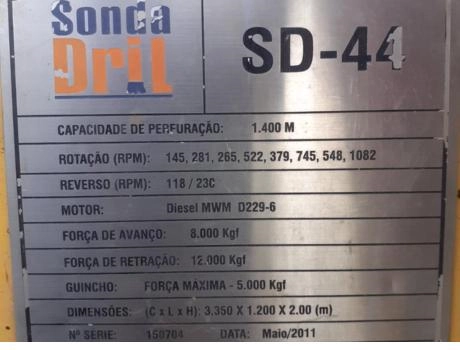 Sonda
Dril
SD-44
CAPACIDADE DE PERFURAÇÃO: 1.400 M
ROTAÇÃO (RPM): 145, 281, 265, 522, 379, 745, 548, 1082
REVERSO (RPM): 118 / 23C
MOTOR: Diesel MWM D229-6
FORÇA DE AVANÇO: 8.000 Kgf
FORÇA DE RETRAÇÃO: 12.000 Kgf
GUINCHO: FORÇA MÁXIMA - 5.000 Kgf
DIMENSÕES: (C x L x H): 3,350 X 1.200 X 2.00 (m)
Nº SERIE: 150704 DATA: Maio/2011